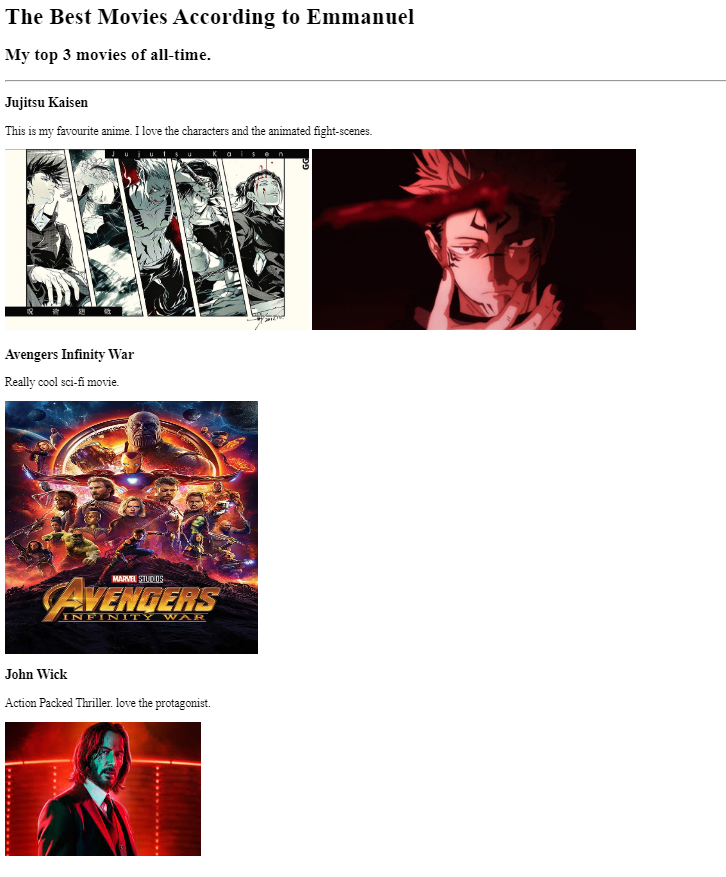 The Best Movies According to Emmanuel
My top 3 movies of all-time.
Jujitsu Kaisen
This is my favourite anime. I love the characters and the animated fight-scenes.
Jujutsu Kaisen
GG
呪術廻戦
Avengers Infinity War
Really cool sci-fi movie.
MARVEL STUDIOS
AVENGERS
INFINITY WAR
John Wick
Action Packed Thriller. love the protagonist.